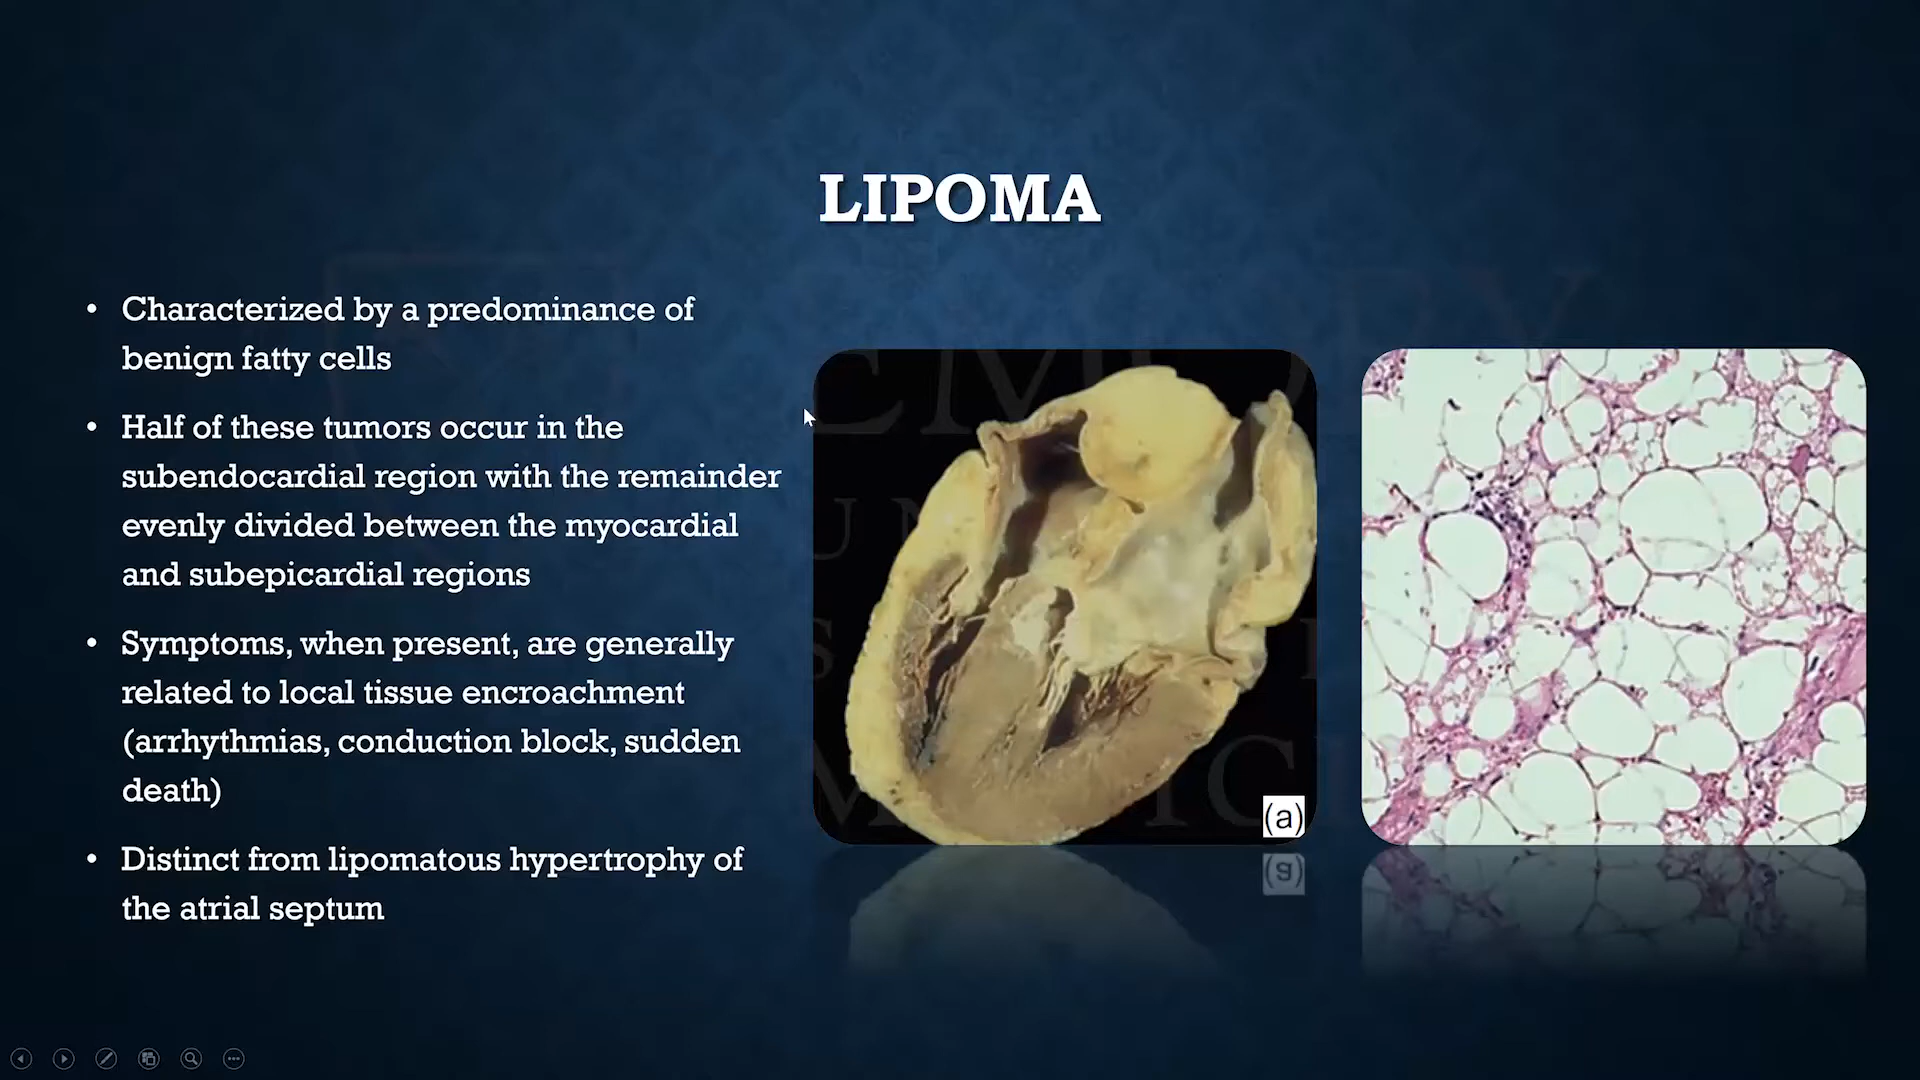 LIPOMA
• Characterized by a predominance of
benign fatty cells
• Half of these tumors occur in the
subendocardial region with the remainder
evenly divided between the myocardial
and subepicardial regions
• Symptoms, when present, are generally
related to local tissue encroachment
(arrhythmias, conduction block, sudden
death)
• Distinct from lipomatous hypertrophy of
the atrial septum
(a)